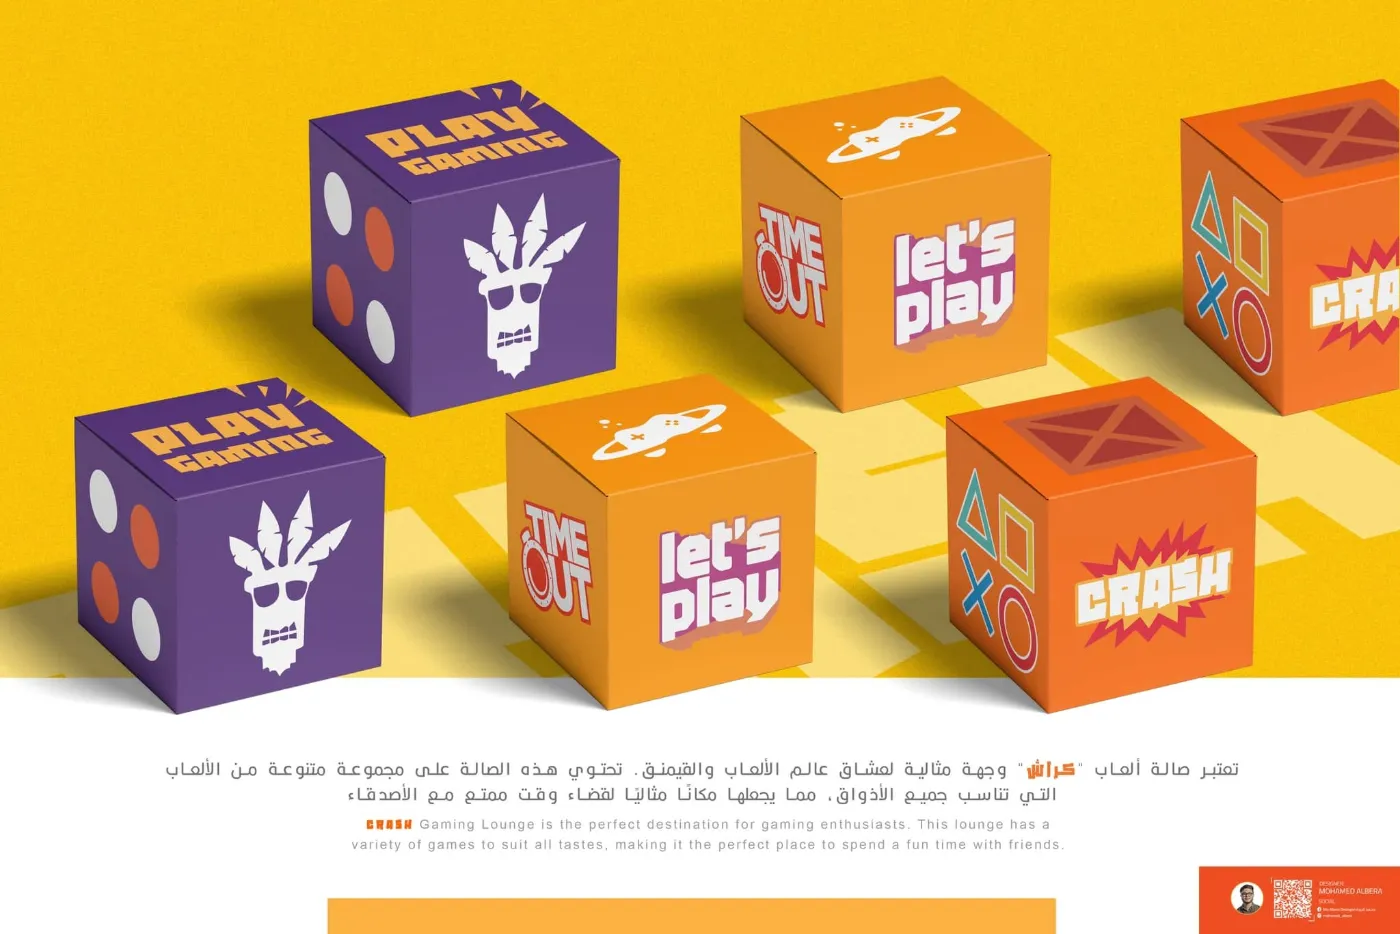 PLAY
GAMING
TIME
OUT
let's
play
CRA
PLAY
GAMING
TIME
OUT
let's
play
CRASH
تعتبر صالة ألعاب "كراش" وجهة مثالية لعشاق عالم الألعاب والقيمنق. تحتوي هذه الصالة على مجموعة متنوعة من الألعاب
التي تناسب جميع الأذواق، مما يجعلها مكانًا مثاليًا لقضاء وقت ممتع مع الأصدقاء
CRASH Gaming Lounge is the perfect destination for gaming enthusiasts. This lounge has a
variety of games to suit all tastes, making it the perfect place to spend a fun time with friends.
DESIGNER
MOHAMED ALBERA
SOCIAL